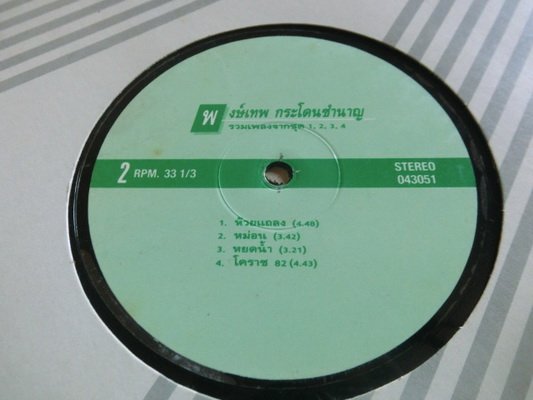 พงษ์เทพ กระโดนชำนาญ
รวมเพลงจากชุด 1, 2, 3, 4
2 RPM. 33 1/3
STEREO
043051
1. ห้วยแถลง (4.48)
2. หม่อน (3.42)
3. หยดน้ำ (3.21)
4. โคราช 82 (4.43)